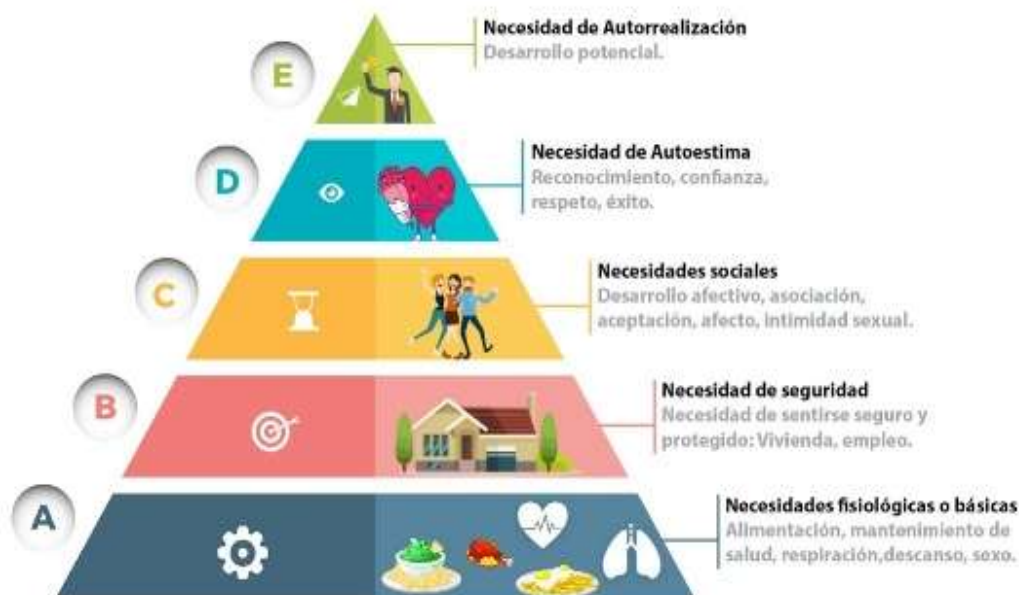 E
Necesidad de Autorrealización
Desarrollo potencial.
D
Necesidad de Autoestima
Reconocimiento, confianza,
respeto, éxito.
C
Necesidades sociales
Desarrollo afectivo, asociación,
aceptación, afecto, intimidad sexual.
B
Necesidad de seguridad
Necesidad de sentirse seguro y
protegido: Vivienda, empleo.
A
Necesidades fisiológicas o básicas
Alimentación, mantenimiento de
salud, respiración,descanso, sexo.